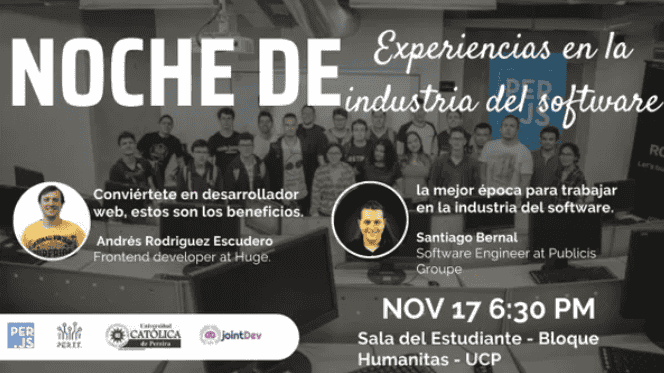 NOCHE DE
Experiencias en la
industria del software
PER
.JS
Conviértete en desarrollador
web, estos son los beneficios.
Andrés Rodriguez Escudero
Frontend developer at Huge.
la mejor época para trabajar
en la industria del software.
Santiago Bernal
Software Engineer at Publicis
Groupe
NOV 17 6:30 PM
Sala del Estudiante - Bloque
Humanitas - UCP
PER
.JS
Universidad
CATÓLICA
de Pereira
jointDev